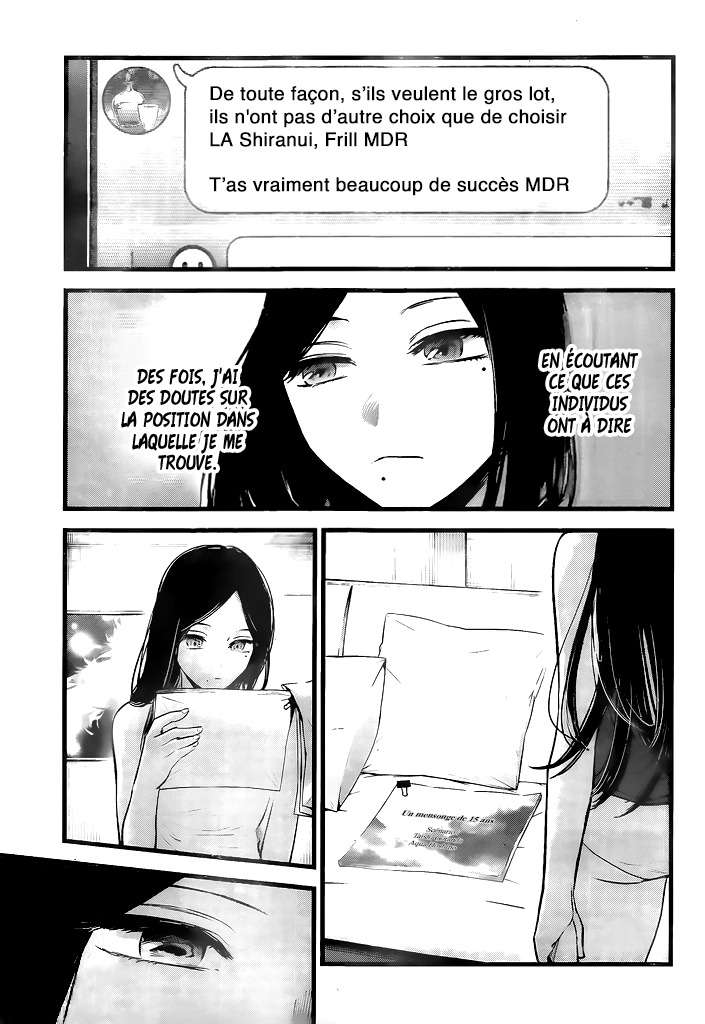 De toute façon, s'ils veulent le gros lot,
ils n'ont pas d'autre choix que de choisir
LA Shiranui, Frill MDR
T'as vraiment beaucoup de succès MDR
EN ÉCOUTANT
CE QUE CES
INDIVIDUS
ONT À DIRE
DES FOIS, J'AI
DES DOUTES SUR
LA POSITION DANS
LAQUELLE JE ME
TROUVE.
Un mensonge de 15 ans
Aqua